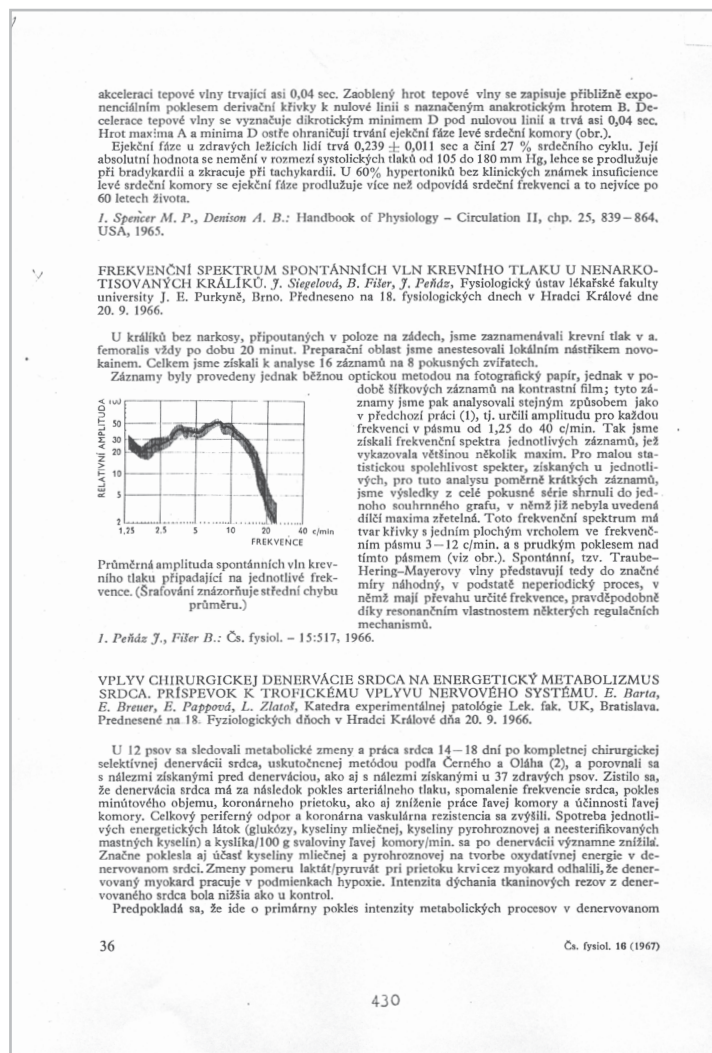 akceleraci tepové vlny trvající asi 0,04 sec. Zaoblený hrot tepové vlny se zapisuje přibližně expo-
nenciálním poklesem derivační křivky k nulové linii s naznačeným anakrotickým hrotem B. De-
celerace tepové vlny se vyznačuje dikrotickým minimem D pod nulovou linií a trvá asi 0,04 sec.
Hrot maxima A a minima D ostře ohraničují trvání ejekční fáze levé srdeční komory (obr.).
Ejekční fáze u zdravých ležících lidí trvá 0,239 ± 0,011 sec a činí 27 % srdečního cyklu. Její
absolutní hodnota se nemění v rozmezí systolických tlaků od 105 do 180 mm Hg, lehce se prodlužuje
při bradykardii a zkracuje při tachykardii. U 60% hypertoniků bez klinických známek insuficience
levé srdeční komory se ejekční fáze prodlužuje více než odpovídá srdeční frekvenci a to nejvíce po
60 letech života.
1. Spencer M. P., Denison A. B.: Handbook of Physiology – Circulation II, chp. 25, 839–864,
USA, 1965.
FREKVENČNÍ SPEKTRUM SPONTÁNNÍCH VLN KREVNÍHO TLAKU U NENARKO-
TISOVANÝCH KRÁLÍKŮ. J. Siegelová, B. Fišer, J. Peňáz, Fysiologický ústav lékařské fakulty
university J. E. Purkyně, Brno. Předneseno na 18. fysiologických dnech v Hradci Králové dne
20. 9. 1966.
U králíků bez narkosy, připoutaných v poloze na zádech, jsme zaznamenávali krevní tlak v a.
femoralis vždy po dobu 20 minut. Preparační oblast jsme anestesovali lokálním nástřikem novo-
kainem. Celkem jsme získali k analyse 16 záznamů na 8 pokusných zvířatech.
Záznamy byly provedeny jednak běžnou optickou metodou na fotografický papír, jednak v po-
době šířkových záznamů na kontrastní film; tyto zá-
znamy jsme pak analysovali stejným způsobem jako
v předchozí práci (1), tj. určili amplitudu pro každou
frekvenci v pásmu od 1,25 do 40 c/min. Tak jsme
získali frekvenční spektra jednotlivých záznamů, jež
vykazovala většinou několik maxim. Pro malou sta-
tistickou spolehlivost spekter, získaných u jednotli-
vých, pro tuto analysu poměrně krátkých záznamů,
jsme výsledky z celé pokusné série shrnuli do jed-
noho souhrnného grafu, v němž již nebyla uvedená
dílčí maxima zřetelná. Toto frekvenční spektrum má
tvar křivky s jedním plochým vrcholem ve frekvenč-
ním pásmu 3–12 c/min. a s prudkým poklesem nad
tímto pásmem (viz obr.). Spontánní, tzv. Traube-
Hering-Mayerovy vlny představují tedy do značné
míry náhodný, v podstatě neperiodický proces, v
němž mají převahu určité frekvence, pravděpodobně
díky resonančním vlastnostem některých regulačních
mechanismů.
RELATIVNÍ AMPLITUDA
100
50
30
20
10
5
2
1,25 2.5 5 10 20 40 c/min
FREKVENCE
Průměrná amplituda spontánních vln krev-
ního tlaku připadající na jednotlivé frek-
vence. (Šrafování znázorňuje střední chybu
průměru.)
1. Peňáz J., Fišer B.: Čs. fysiol. – 15:517, 1966.
VPLYV CHIRURGICKEJ DENERVÁCIE SRDCA NA ENERGETICKÝ METABOLIZMUS
SRDCA. PRÍSPEVOK K TROFICKÉMU VPLYVU NERVOVÉHO SYSTÉMU. E. Barta,
E. Breuer, E. Pappová, L. Zlatoš, Katedra experimentálnej patológie Lek. fak. UK, Bratislava.
Prednesené na 18. Fyziologických dňoch v Hradci Králové dňa 20. 9. 1966.
U 12 psov sa sledovali metabolické zmeny a práca srdca 14–18 dní po kompletnej chirurgickej
selektívnej denervácii srdca, uskutočnenej metódou podľa Černého a Oláha (2), a porovnali sa
s nálezmi získanými pred denerváciou, ako aj s nálezmi získanými u 37 zdravých psov. Zistilo sa,
že denervácia srdca má za následok pokles arteriálneho tlaku, spomalenie frekvencie srdca, pokles
minútového objemu, koronárneho prietoku, ako aj zníženie práce ľavej komory a účinnosti ľavej
komory. Celkový periferný odpor a koronárna vaskulárna rezistencia sa zvýšili. Spotreba jednotli-
vých energetických látok (glukózy, kyseliny mliečnej, kyseliny pyrohroznovej a neesterifikovaných
mastných kyselín) a kyslíka/100 g svaloviny ľavej komory/min. sa po denervácii významne znížila.
Značne poklesla aj účasť kyseliny mliečnej a pyrohroznovej na tvorbe oxydatívnej energie v de-
nervovanom srdci. Zmeny pomeru laktát/pyruvát pri prietoku krvi cez myokard odhalili, že dener-
vovaný myokard pracuje v podmienkach hypoxie. Intenzita dýchania tkaninových rezov z dener-
vovaného srdca bola nižšia ako u kontrol.
Predpokladá sa, že ide o primárny pokles intenzity metabolických procesov v denervovanom
36
Čs. fysiol. 16 (1967)
430